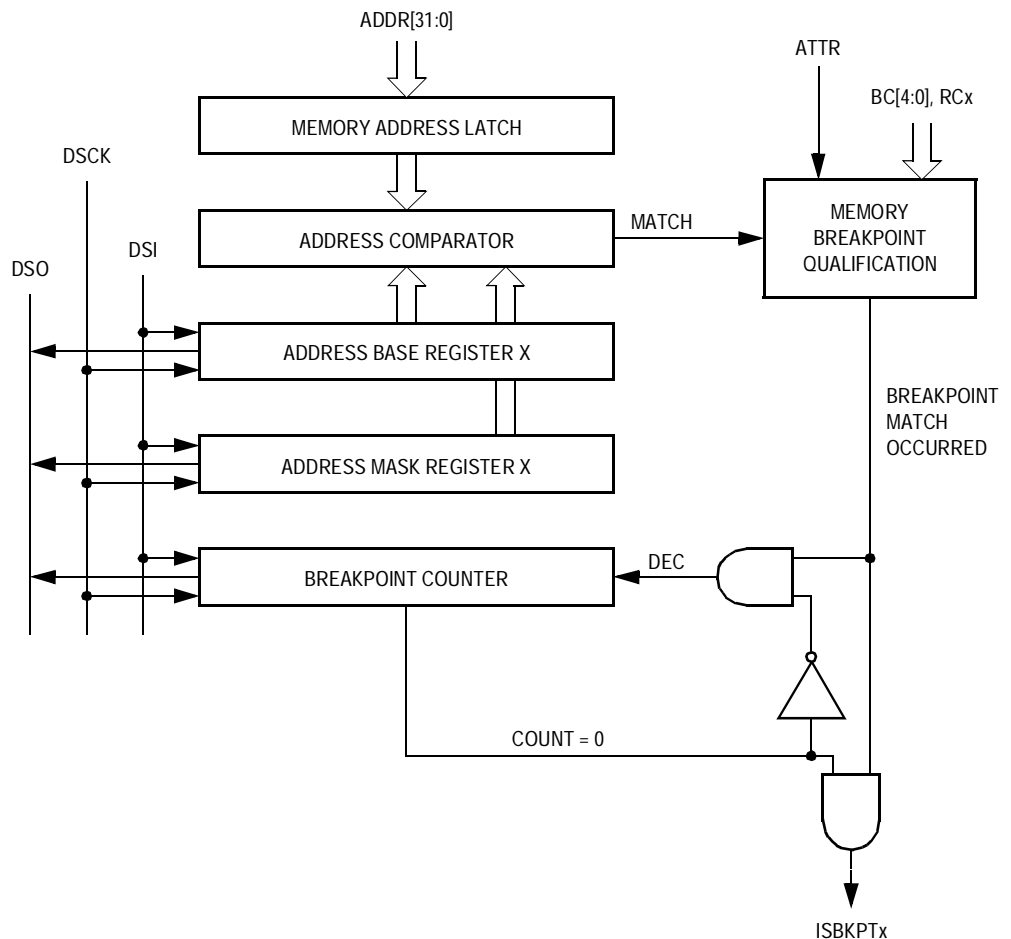 ADDR[31:0]
ATTR
BC[4:0], RCx
MEMORY ADDRESS LATCH
DSCK
MEMORY
BREAKPOINT
QUALIFICATION
MATCH
ADDRESS COMPARATOR
DSI
DSO
ADDRESS BASE REGISTER X
BREAKPOINT
MATCH
OCCURRED
ADDRESS MASK REGISTER X
DEC
BREAKPOINT COUNTER
COUNT = 0
ISBKPTx